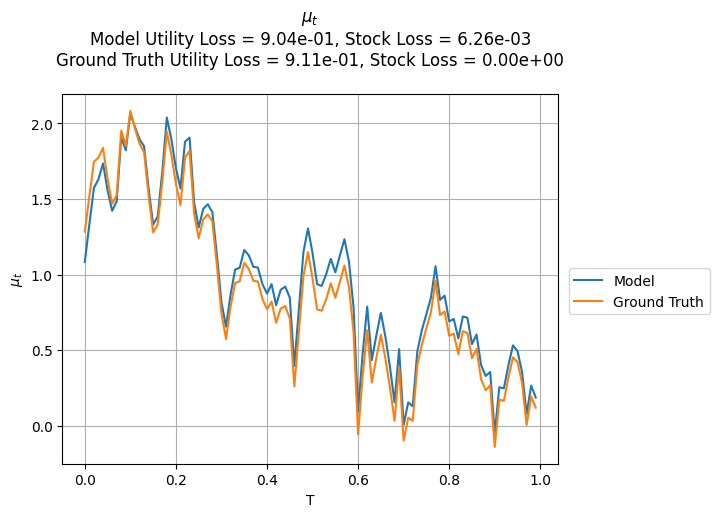 μₜ
Model Utility Loss = 9.04e-01, Stock Loss = 6.26e-03
Ground Truth Utility Loss = 9.11e-01, Stock Loss = 0.00e+00
2.0
1.5
1.0
0.5
0.0
μₜ
0.0 0.2 0.4 0.6 0.8 1.0
T
Model
Ground Truth